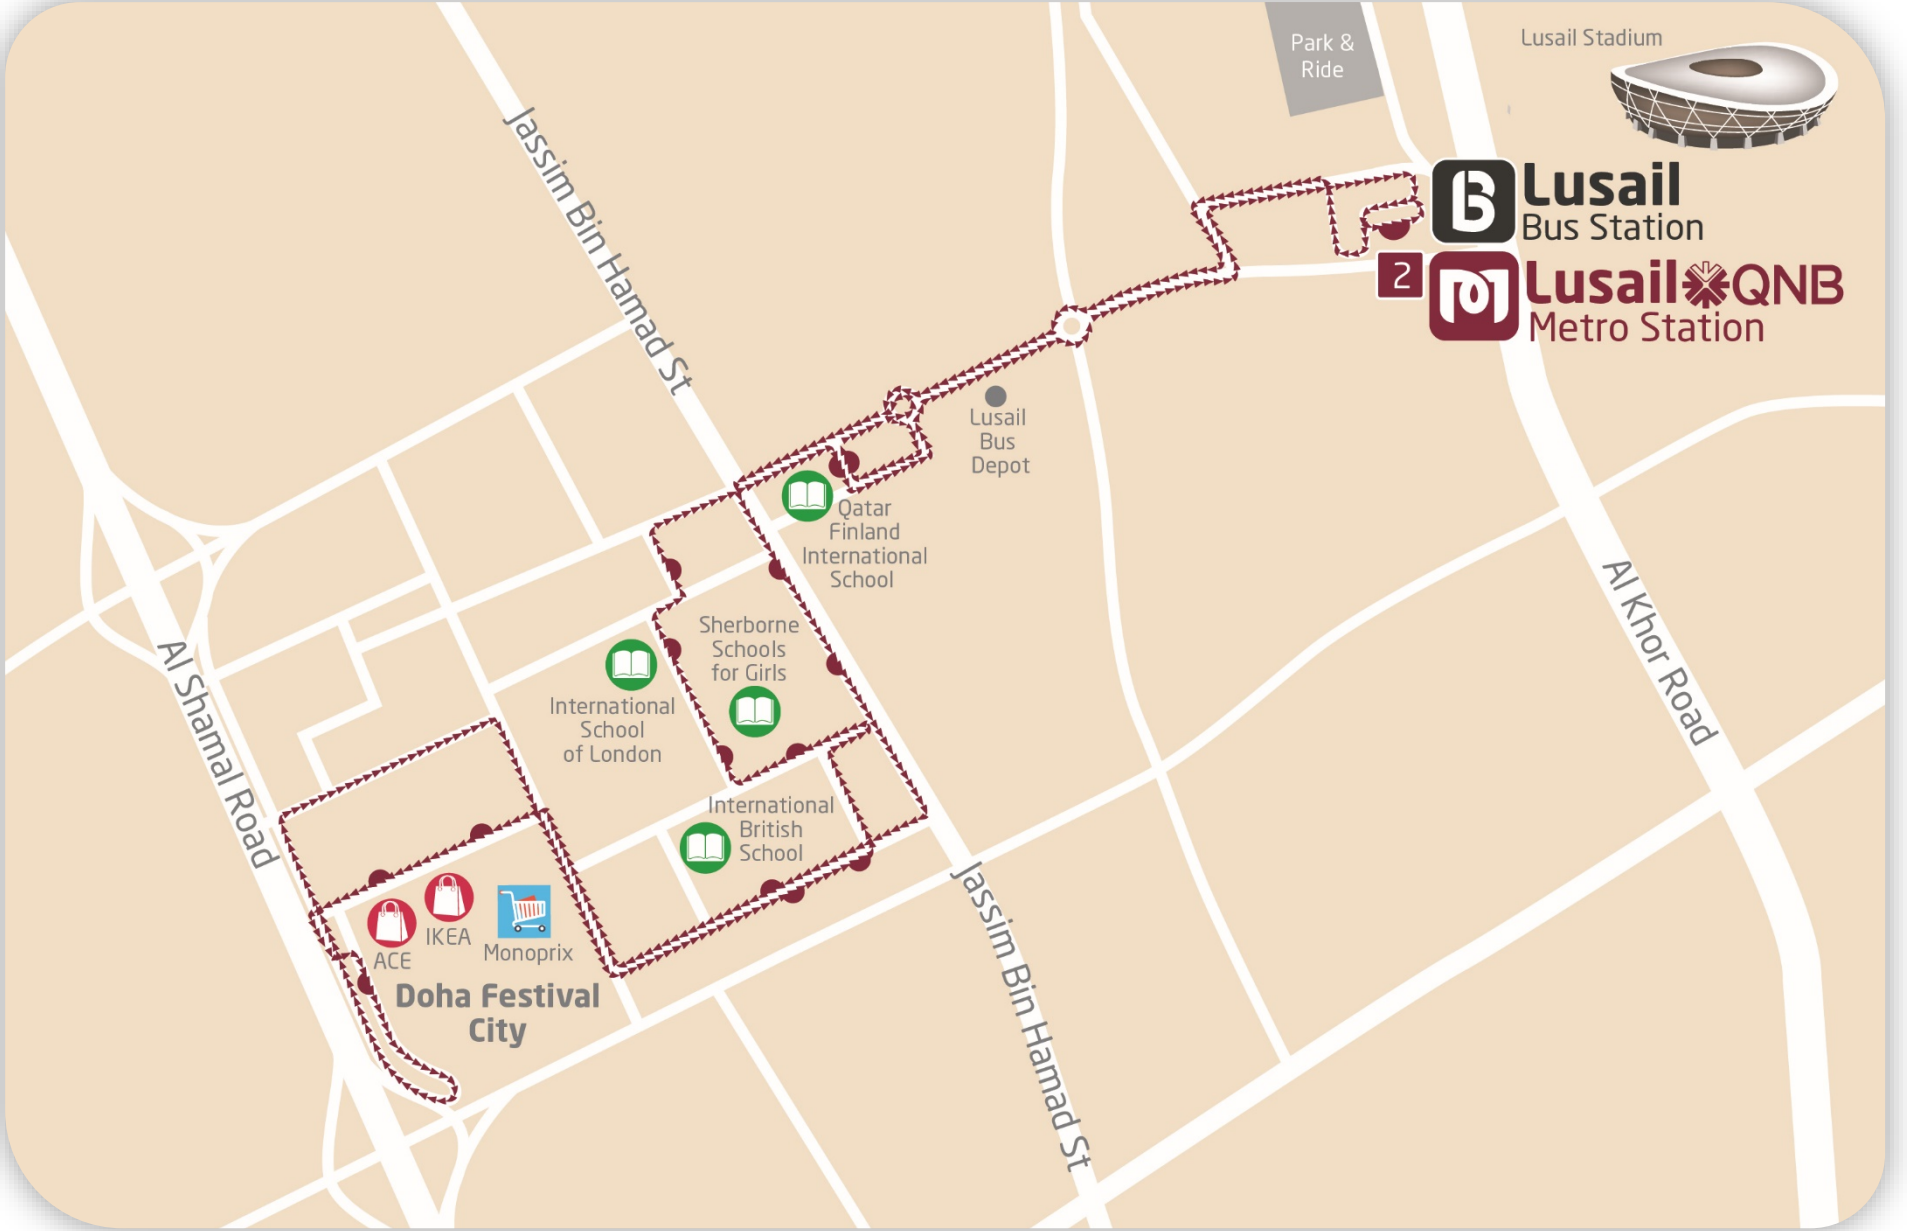 Lusail Stadium
Park &
Ride
Jassim Bin Hamad St
B
Lusail
Bus Station
2
Lusail QNB
Metro Station
Lusail
Bus
Depot
Qatar
Finland
International
School
Al Khor Road
Sherborne
Schools
for Girls
Al Shamal Road
International
School
of London
International
British
School
Jassim Bin Hamad St
IKEA
ACE
Monoprix
Doha Festival
City